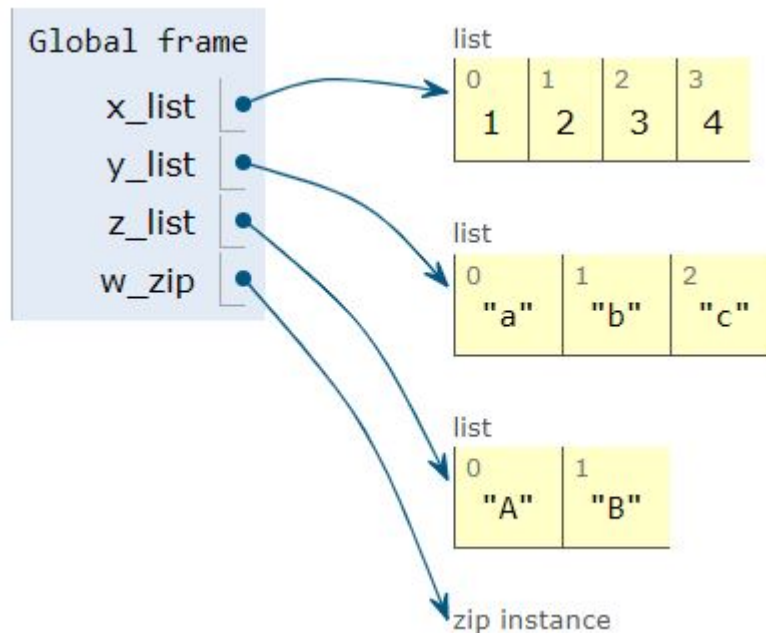 Global frame
x_list
y_list
z_list
w_zip
list
0 1 2 3
1 2 3 4
list
0 1 2
"a" "b" "c"
list
0 1
"A" "B"
zip instance